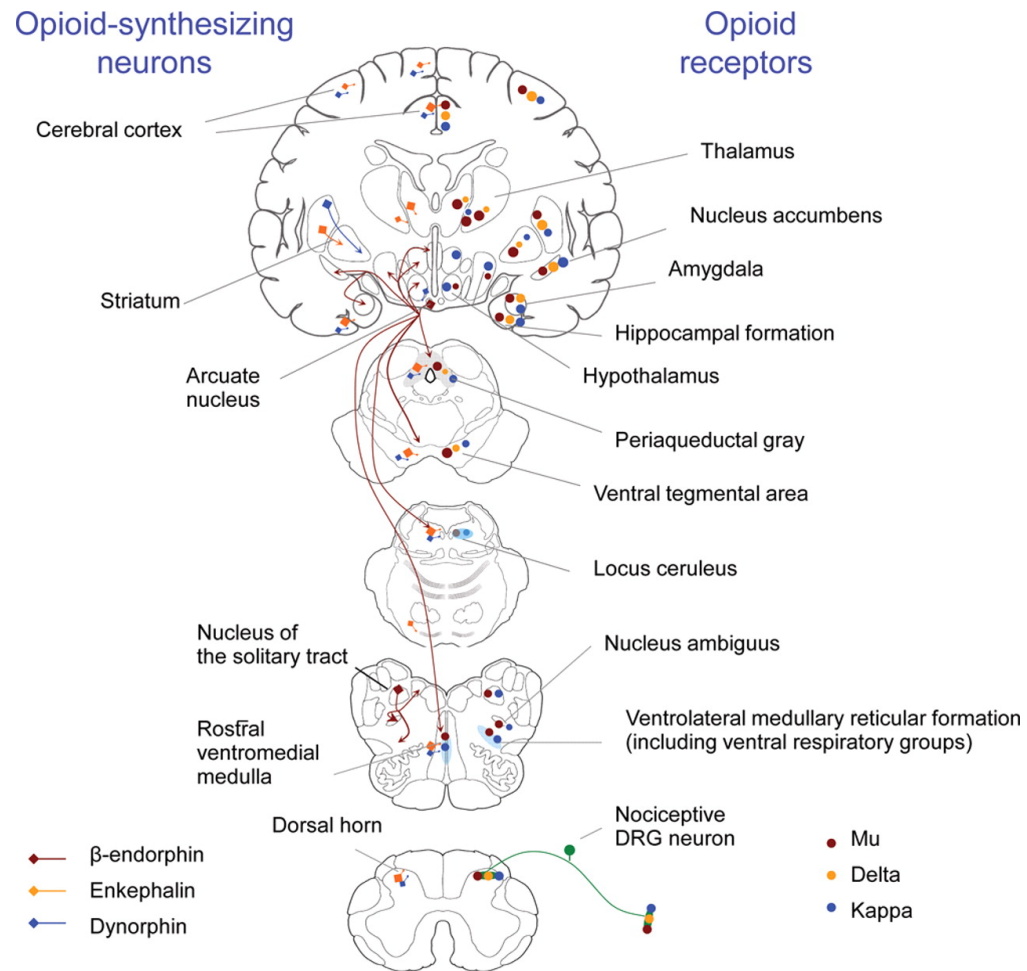 Opioid-synthesizing
neurons
Opioid
receptors
Cerebral cortex
Thalamus
Nucleus accumbens
Amygdala
Striatum
Hippocampal formation
Arcuate
nucleus
Hypothalamus
Periaqueductal gray
Ventral tegmental area
Locus ceruleus
Nucleus of
the solitary tract
Nucleus ambiguus
Rostral
ventromedial
medulla
Ventrolateral medullary reticular formation
(including ventral respiratory groups)
Dorsal horn
Nociceptive
DRG neuron
β-endorphin
Enkephalin
Dynorphin
Mu
Delta
Kappa